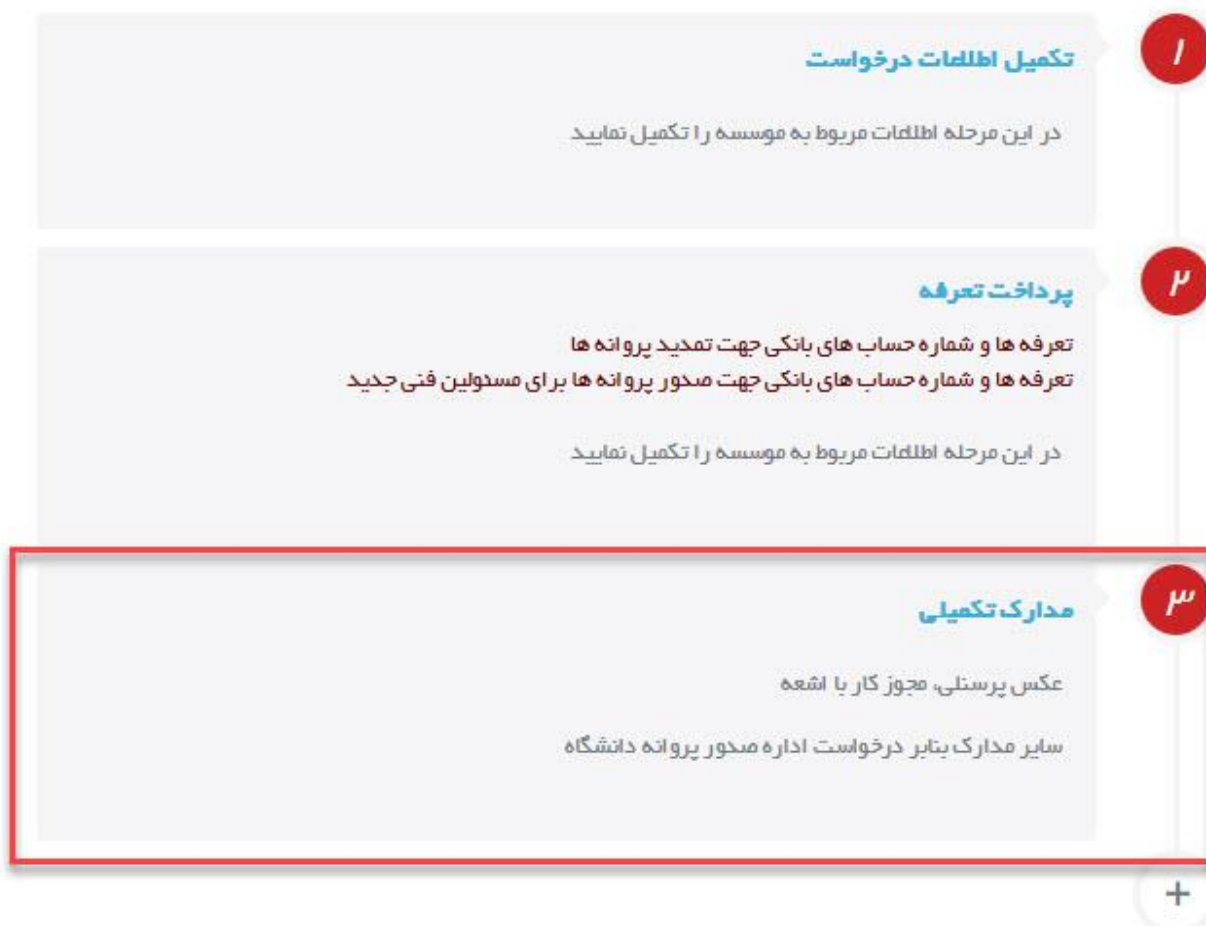 ۱
تکمیل اطلاعات درخواست
در این مرحله اطلاعات مربوط به موسسه را تکمیل نمایید
۲
پرداخت تعرفه
تعرفه ها و شماره حساب های بانکی جهت تمدید پروانه ها
تعرفه ها و شماره حساب های بانکی جهت صدور پروانه ها برای مسئولین فنی جدید
در این مرحله اطلاعات مربوط به موسسه را تکمیل نمایید
۳
مدارک تکمیلی
عکس پرسنلی، مجوز کار با اشعه
سایر مدارک بنابر درخواست اداره صدور پروانه دانشگاه
+